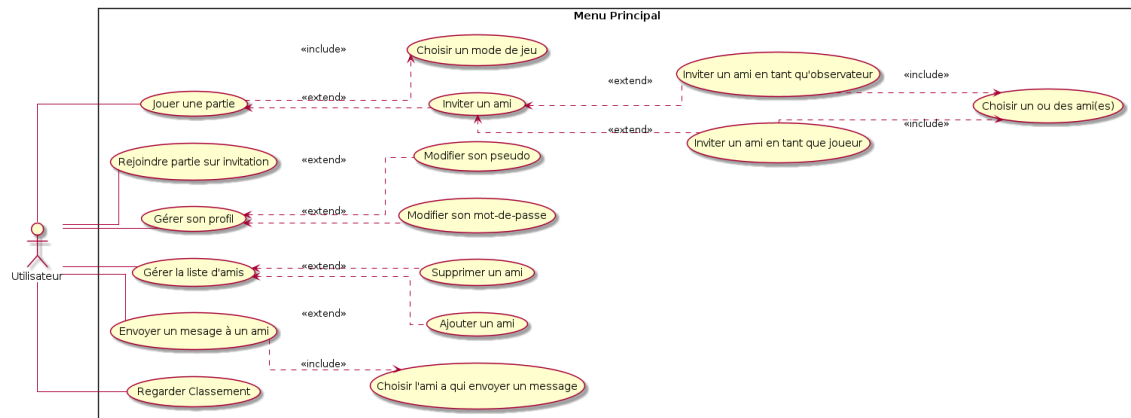 Menu Principal
«include»
Choisir un mode de jeu
Inviter un ami en tant qu'observateur
«include»
«extend»
Jouer une partie
«extend»
Inviter un ami
Choisir un ou des ami(es)
«extend»
«include»
Inviter un ami en tant que joueur
Rejoindre partie sur invitation
«extend»
Modifier son pseudo
Gérer son profil
«extend»
Modifier son mot-de-passe
Utilisateur
Gérer la liste d'amis
«extend»
Supprimer un ami
«extend»
Ajouter un ami
Envoyer un mesage à un ami
«include»
Choisir l'ami a qui envoyer un message
Regarder Classement